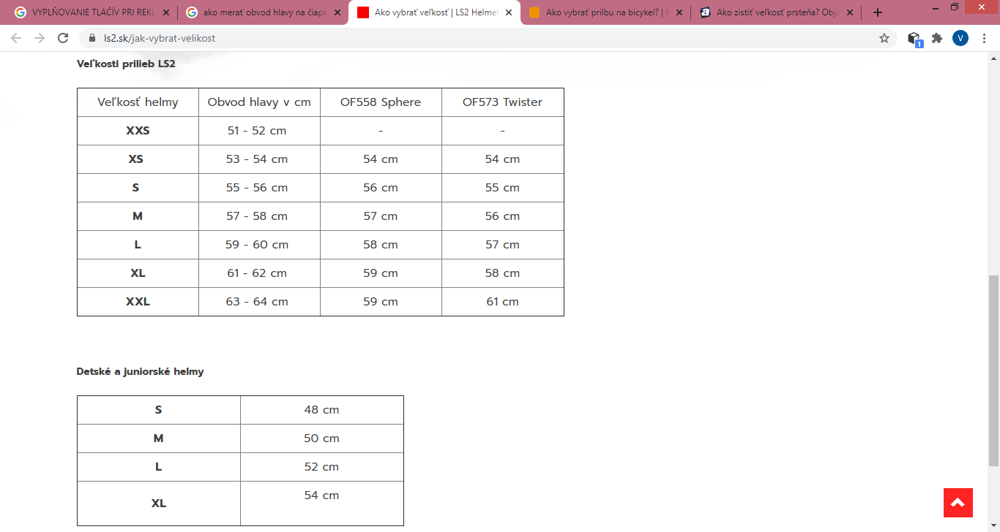 VYPLŇOVANIE TLAČÍV PRI REKL
ako merať obvod hlavy na čiapk
Ako vybrať veľkosť | LS2 Helmet
Ako vybrať prilbu na bicykel? | k
Ako zistiť veľkosť prsteňa? Obja
ls2.sk/jak-vybrat-velikost
1
V
Veľkosti prilieb LS2
Veľkosť helmy Obvod hlavy v cm OF558 Sphere OF573 Twister
XXS 51 - 52 cm - -
XS 53 - 54 cm 54 cm 54 cm
S 55 - 56 cm 56 cm 55 cm
M 57 - 58 cm 57 cm 56 cm
L 59 - 60 cm 58 cm 57 cm
XL 61 - 62 cm 59 cm 58 cm
XXL 63 - 64 cm 59 cm 61 cm
Detské a juniorské helmy
S 48 cm
M 50 cm
L 52 cm
XL 54 cm